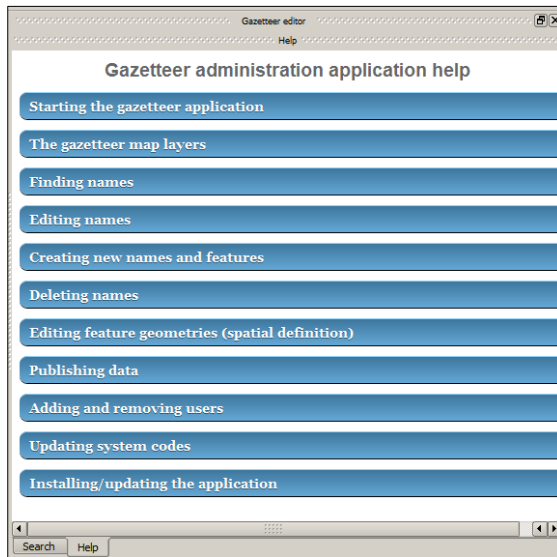 Gazetteer editor
Help
Gazetteer administration application help
Starting the gazetteer application
The gazetteer map layers
Finding names
Editing names
Creating new names and features
Deleting names
Editing feature geometries (spatial definition)
Publishing data
Adding and removing users
Updating system codes
Installing/updating the application
Search Help